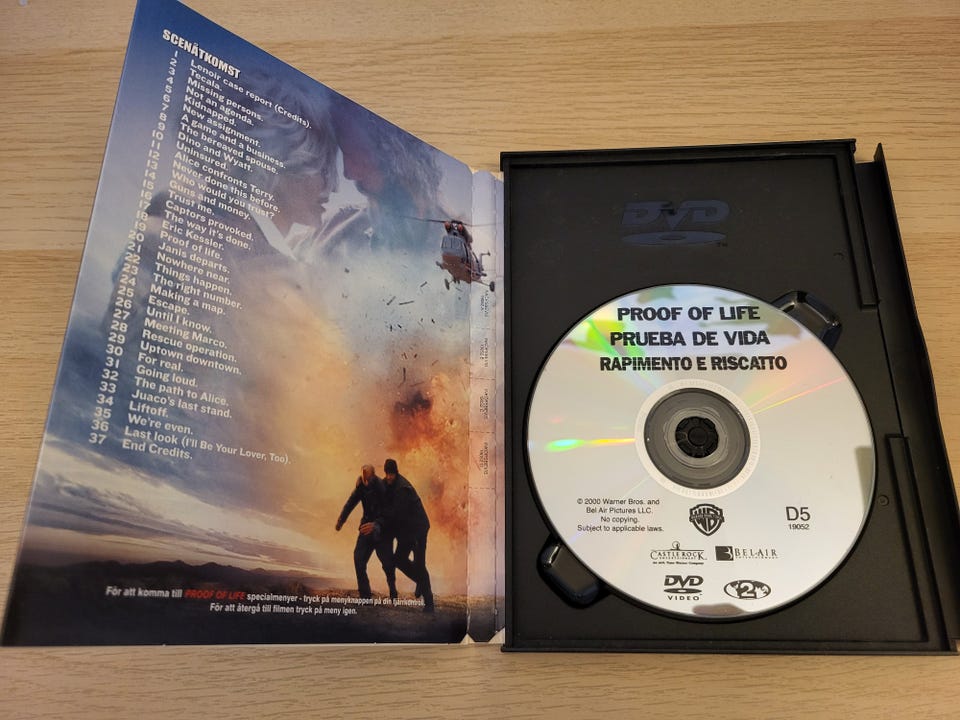 SCENÅTKOMST
1 Lenoir case report (Credits).
2 Tecala.
3 Missing persons.
4 Not an agenda.
5 Kidnapped.
6 New assignment.
7 A game and a business.
8 The bereaved spouse.
9 Dino and Wyatt.
10 Uninsured.
11 Alice confronts Terry.
12 Never done this before.
13 Who would you trust?
14 Guns and money.
15 Trust me.
16 Captors provoked.
17 The way it's done.
18 Eric Kessler.
19 Proof of life.
20 Janis departs.
21 Nowhere near.
22 Things happen.
23 The right number.
24 Making a map.
25 Escape.
26 Until I know.
27 Meeting Marco.
28 Rescue operation.
29 Uptown downtown.
30 For real.
31 Going loud.
32 The path to Alice.
33 Juaco's last stand.
34 Liftoff.
35 We're even.
36 Last look (I'll Be Your Lover, Too).
37 End Credits.
För att komma till PROOF OF LIFE specialmenyer - tryck på menyknappen på din fjärrkontroll.
För att återgå till filmen tryck på meny igen.
DVD
TM
PROOF OF LIFE
PRUEBA DE VIDA
RAPIMENTO E RISCATTO
© 2000 Warner Bros. and
Bel Air Pictures LLC.
No copying.
Subject to applicable laws.
WB
D5
19052
CASTLE ROCK
ENTERTAINMENT
BEL-AIR
ENTERTAINMENT
DVD
VIDEO
2